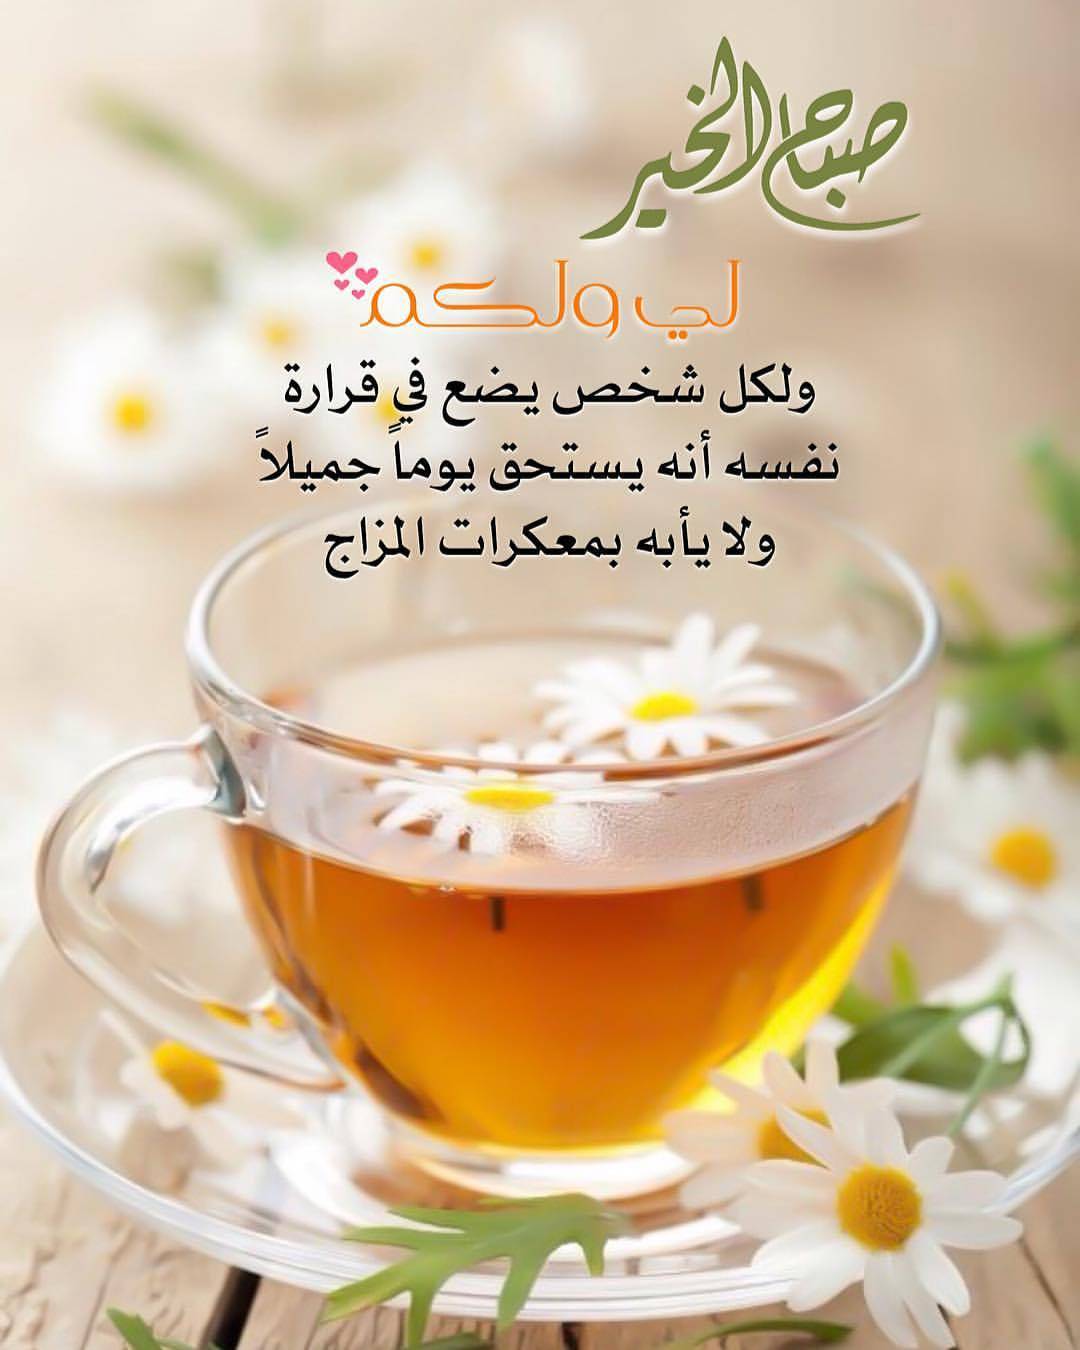 صباح الخير
لي ولكم
ولكل شخص يضع في قرارة
نفسه أنه يستحق يوماً جميلاً
ولا يأبه بمعكرات المزاج